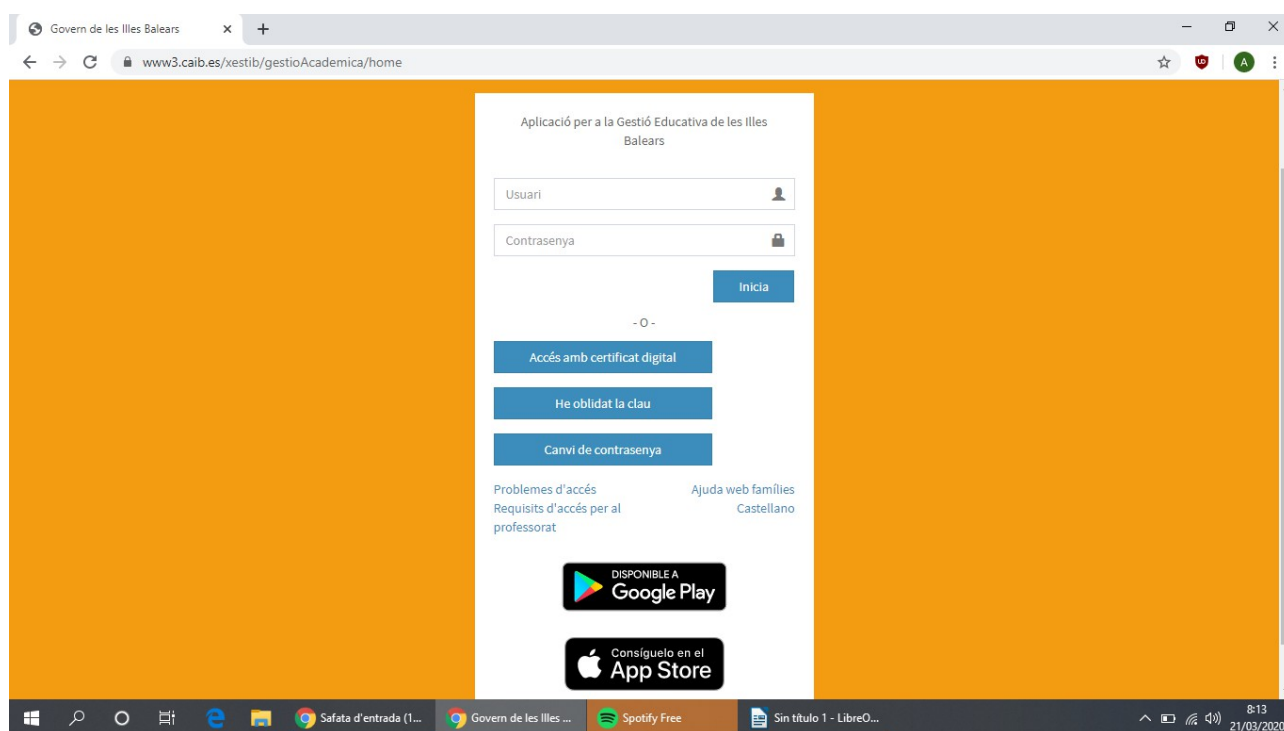 Govern de les Illes Balears
www3.caib.es/xestib/gestioAcademica/home
A
Aplicació per a la Gestió Educativa de les Illes
Balears
Usuari
Contrasenya
Inicia
- O -
Accés amb certificat digital
He oblidat la clau
Canvi de contrasenya
Problemes d'accés
Ajuda web famílies
Requisits d'accés per al
professorat
Castellano
DISPONIBLE A
Google Play
Consíguelo en el
App Store
Safata d'entrada (1...
Govern de les Illes ...
Spotify Free
Sin título 1 - LibreO...
8:13
21/03/2020